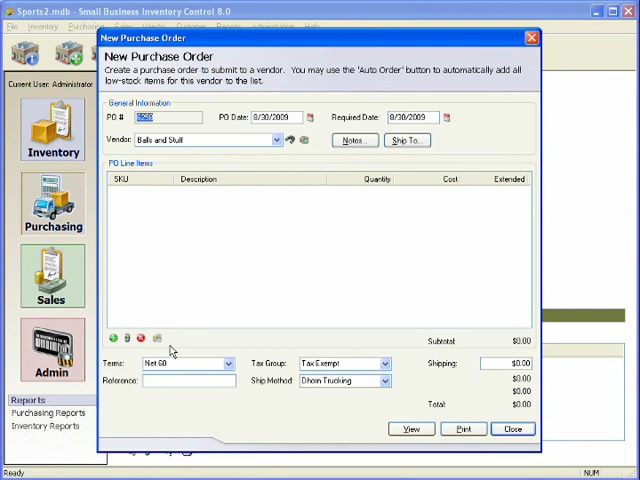 Sports2.mdb - Small Business Inventory Control 8.0
File Inventory Purchasing Sales Vendor Customer Reports Administration Help
Current User: Administrator
Inventory
Purchasing
Sales
Admin
Reports
Purchasing Reports
Inventory Reports
Ready
NUM
New Purchase Order
New Purchase Order
Create a purchase order to submit to a vendor. You may use the 'Auto Order' button to automatically add all
low-stock items for this vendor to the list.
General Information
PO # PO Date: 8/30/2009 Required Date: 8/30/2009
Vendor: Balls and Stuff Notes... Ship To...
PO Line Items
SKU Description Quantity Cost Extended
Subtotal: $0.00
Terms: Net 60 Tax Group: Tax Exempt Shipping: $0.00
Reference: Ship Method: Dhom Trucking $0.00
$0.00
Total: $0.00
View Print Close